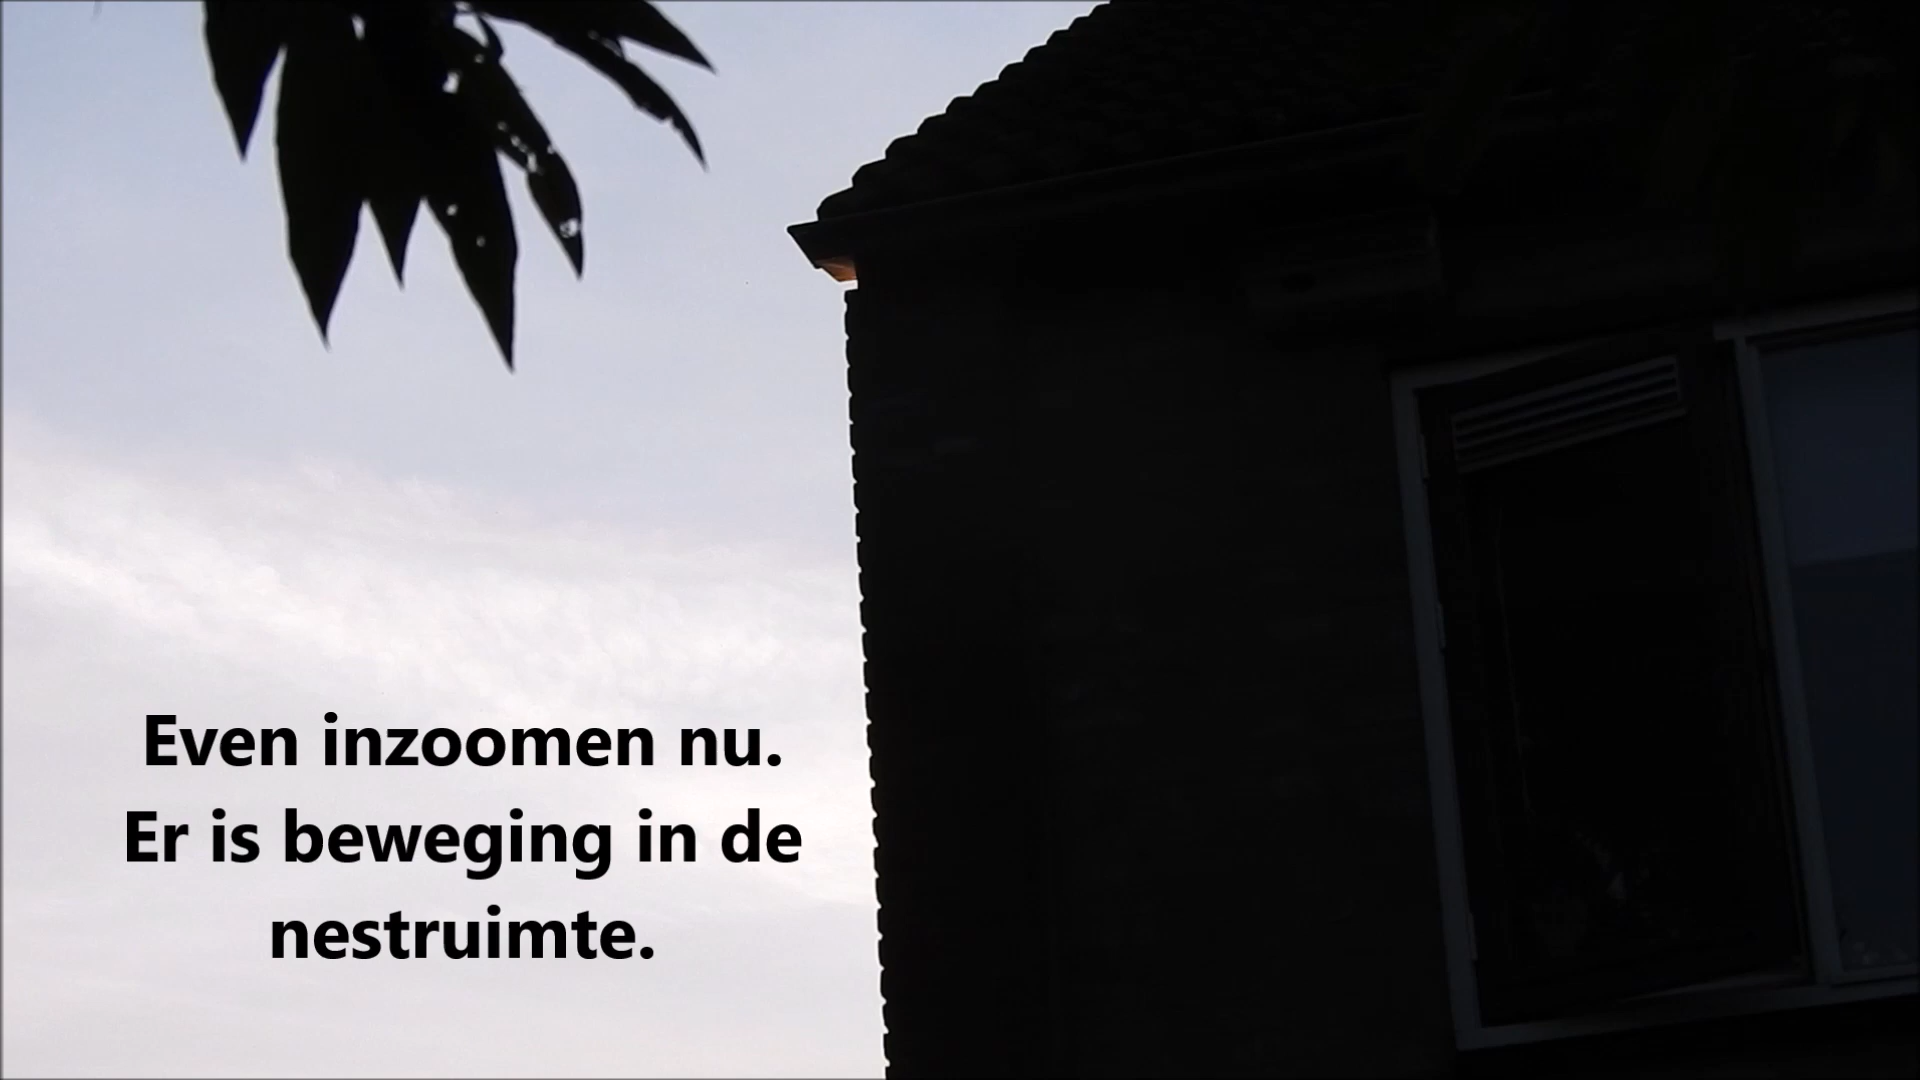 Even inzoomen nu.
Er is beweging in de
nestruimte.